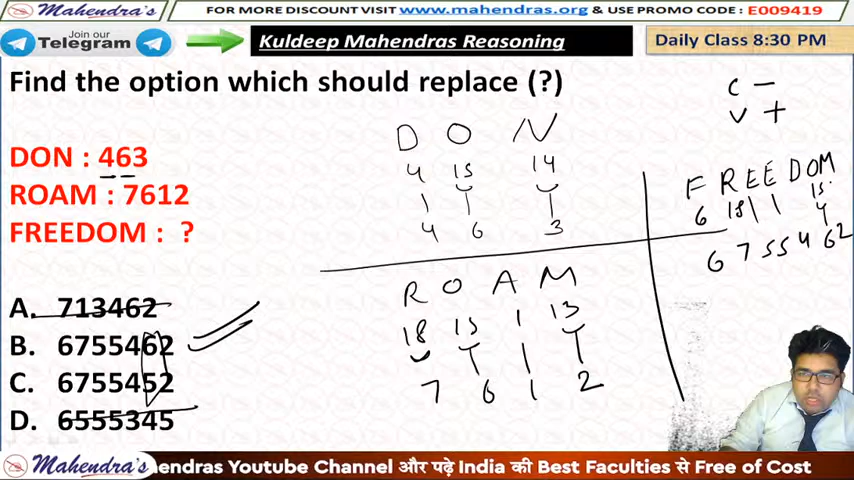 Mahendra's
FOR MORE DISCOUNT VISIT www.mahendras.org & USE PROMO CODE : E009419
Join our
Telegram
Kuldeep Mahendras Reasoning
Daily Class 8:30 PM
Find the option which should replace (?)
C -
V +
DON : 463
ROAM : 7612
FREEDOM : ?
A. 713462
B. 6755462
C. 6755452
D. 6555345
D O N
4 15 14
1
4 6 3
R O A M
18 15 1 13
7 6 1 2
F R E E D O M
6 18 15
4
6 7 5 5 4 6 2
Mahendra's
hendras Youtube Channel और पढ़े India की Best Faculties से Free of Cost